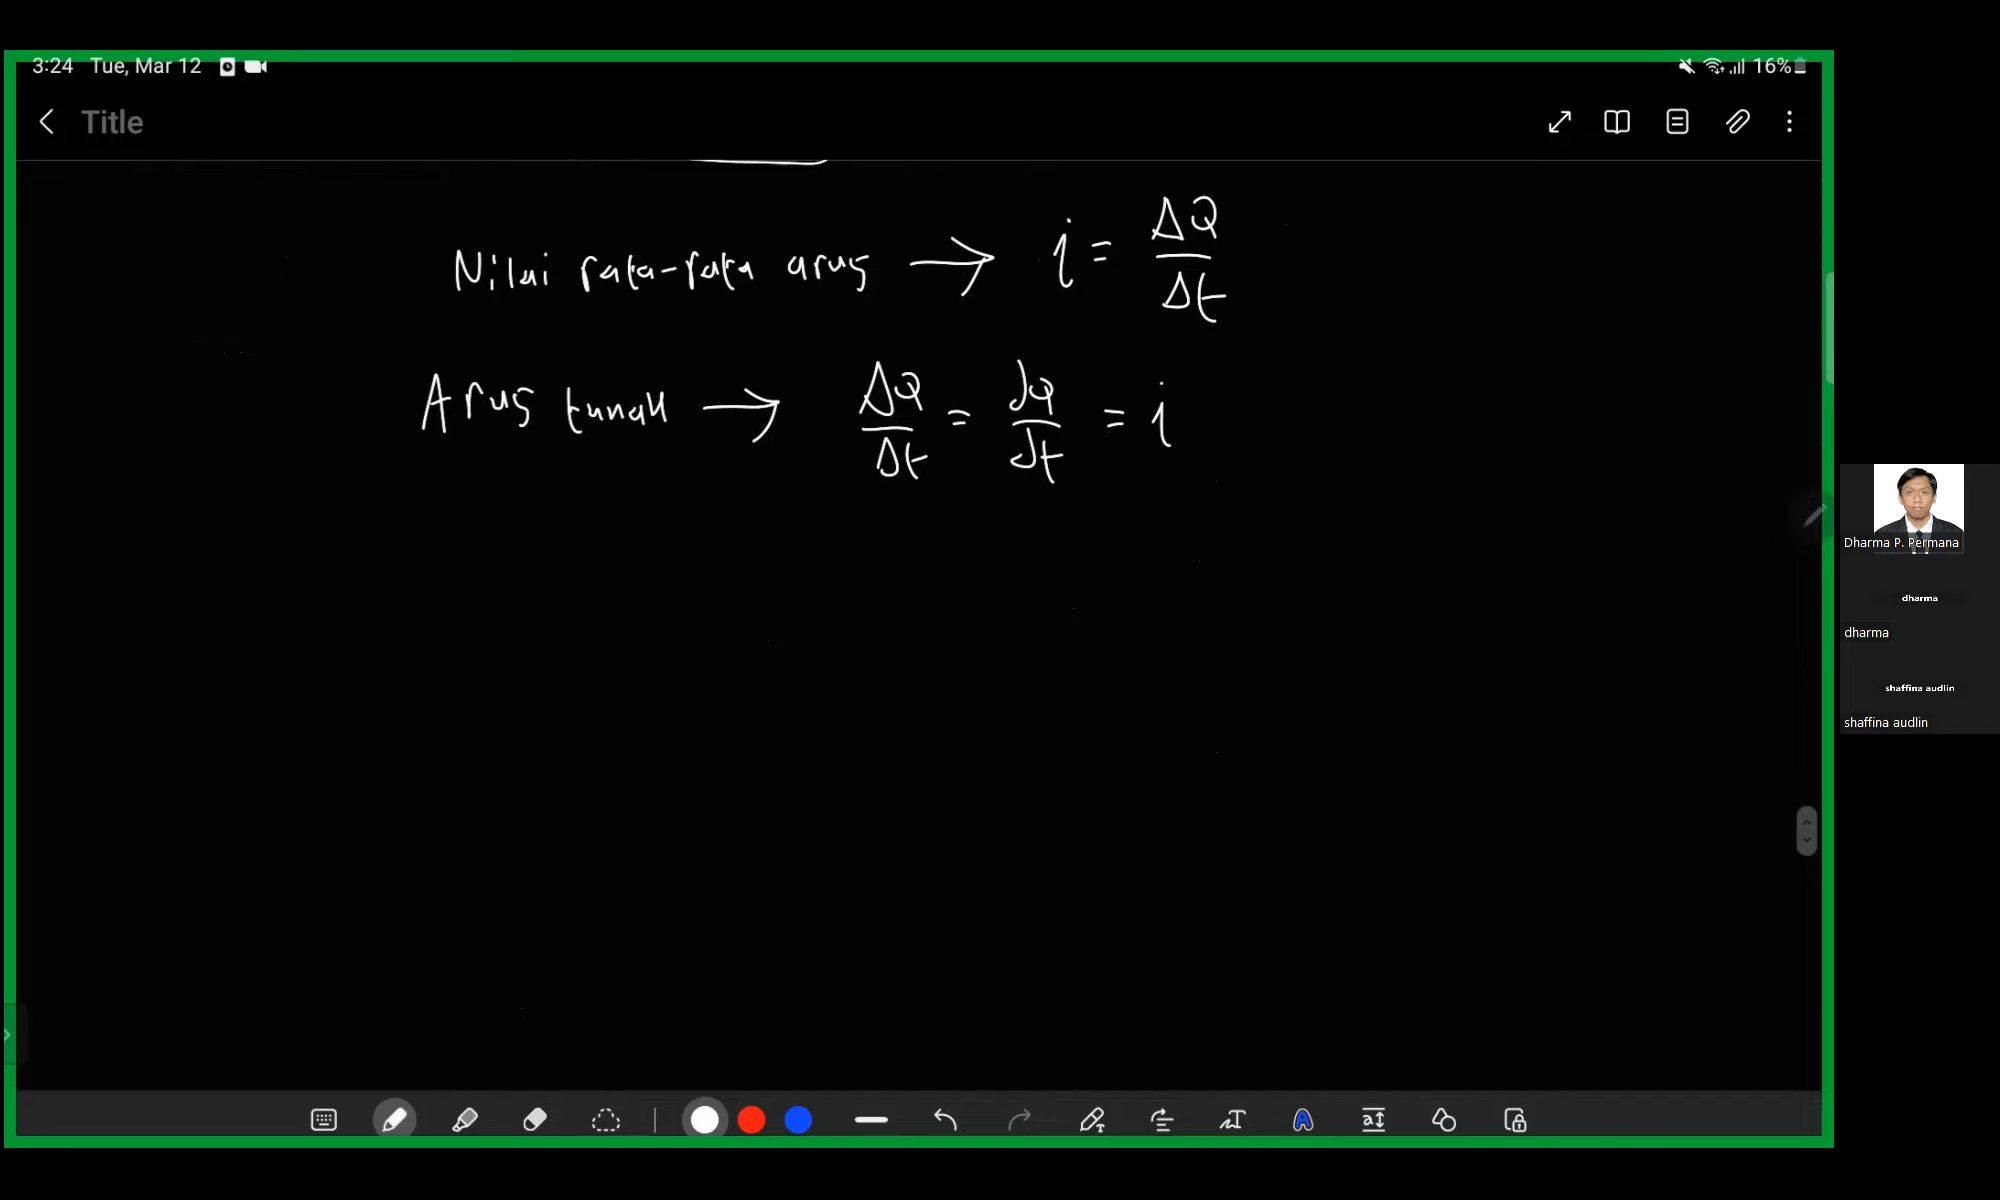 3:24 Tue, Mar 12 16%
Title
Nilai rata-rata arus → i = ΔQ/Δt
Arus tunak → ΔQ/Δt = dQ/dt = i
Dharma P. Permana
dharma
dharma
shaffina audlin
shaffina audlin